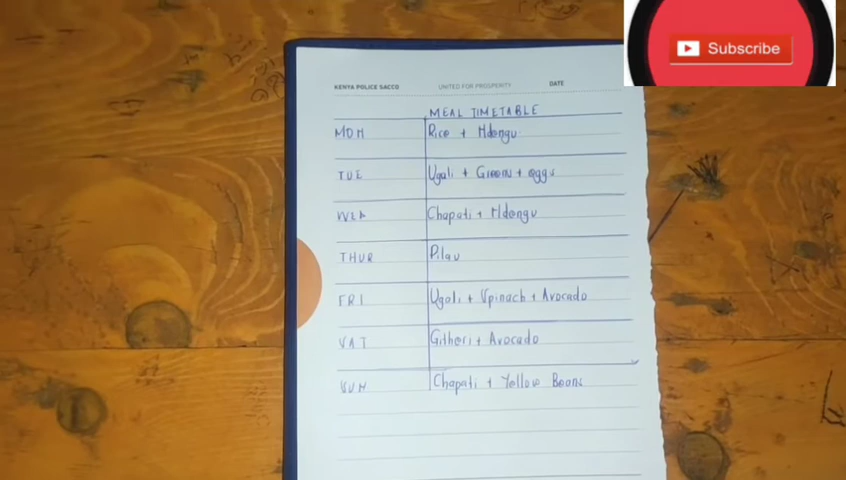 Subscribe
KENYA POLICE SACCO UNITED FOR PROSPERITY DATE
MEAL TIMETABLE
MON Rice + Ndengu
TUE Ugali + Greens + eggs
WED Chapati + Ndengu
THUR Pilau
FRI Ugali + Spinach + Avocado
SAT Githeri + Avocado
SUN Chapati + Yellow Beans